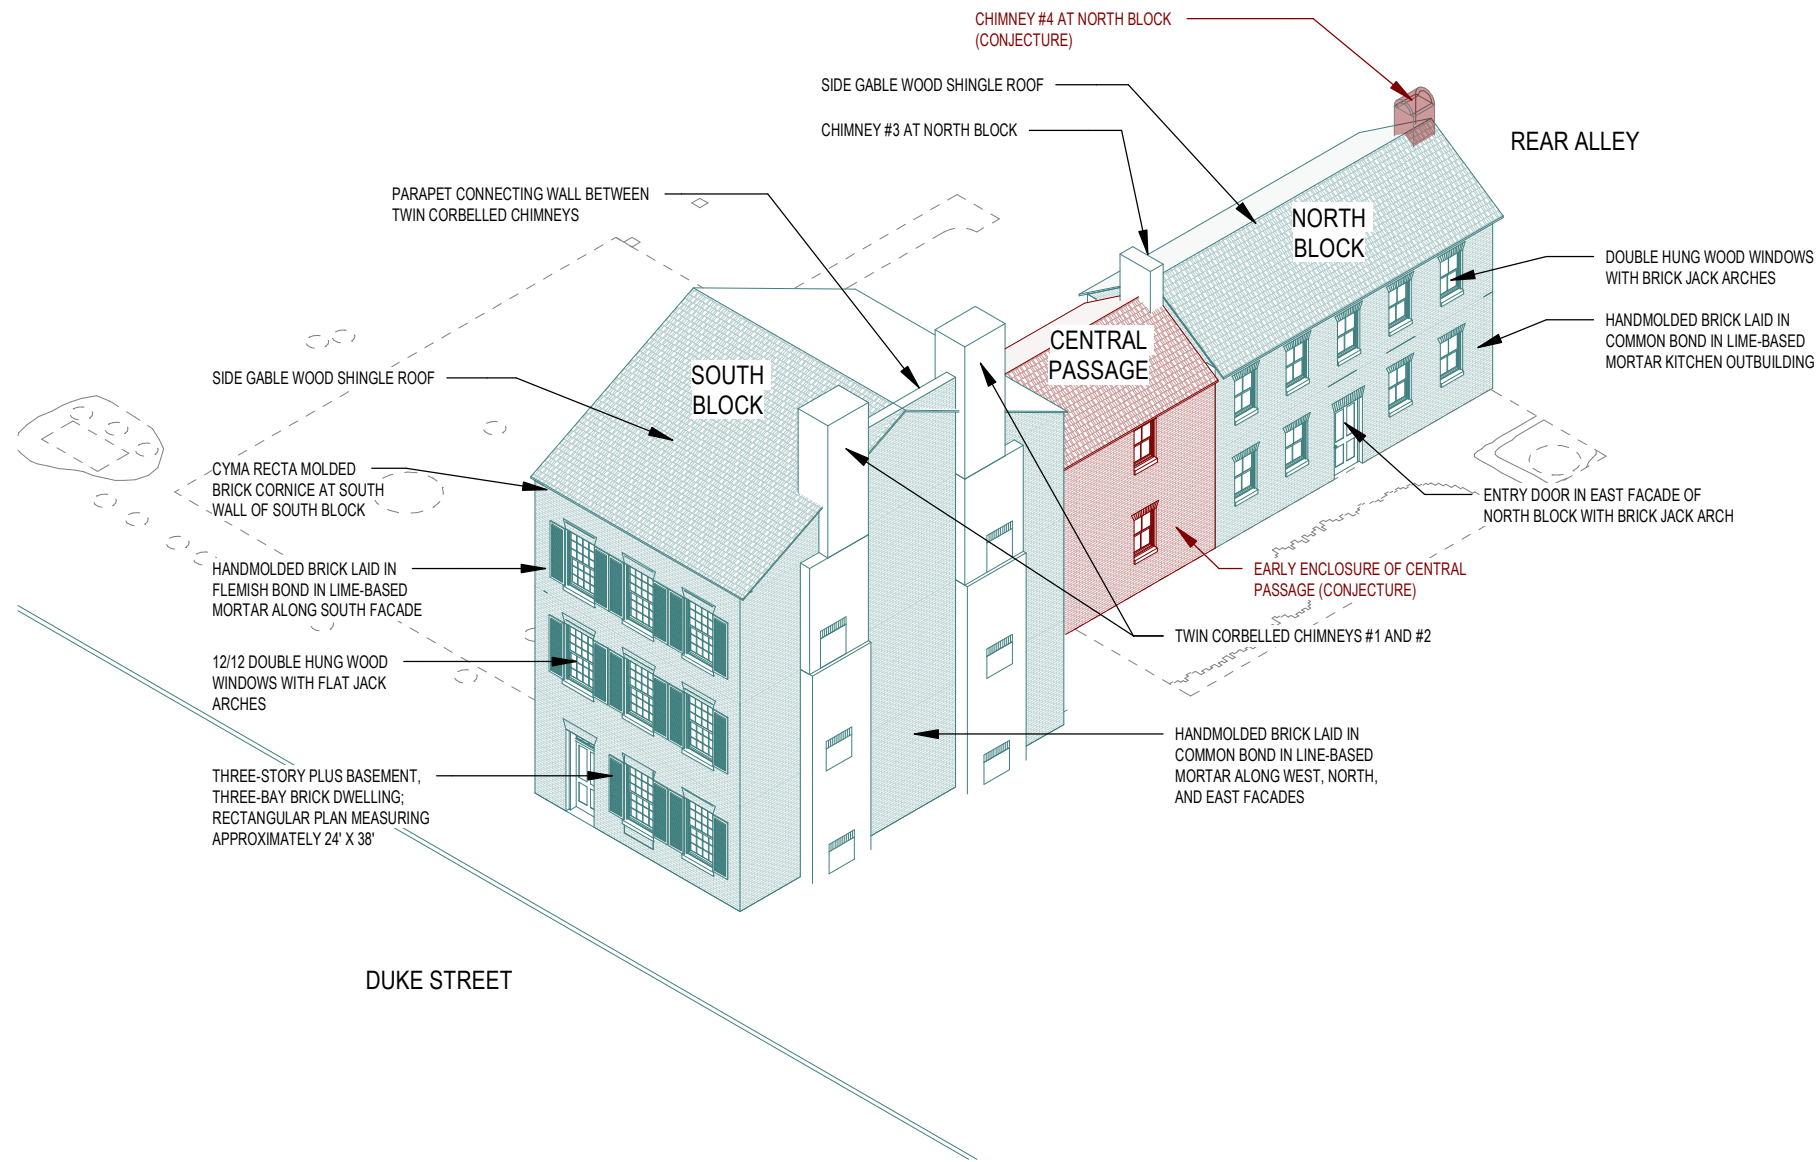 CHIMNEY #4 AT NORTH BLOCK
(CONJECTURE)
SIDE GABLE WOOD SHINGLE ROOF
CHIMNEY #3 AT NORTH BLOCK
REAR ALLEY
PARAPET CONNECTING WALL BETWEEN
TWIN CORBELLED CHIMNEYS
NORTH
BLOCK
DOUBLE HUNG WOOD WINDOWS
WITH BRICK JACK ARCHES
HANDMOLDED BRICK LAID IN
COMMON BOND IN LIME-BASED
MORTAR KITCHEN OUTBUILDING
CENTRAL
PASSAGE
SOUTH
BLOCK
SIDE GABLE WOOD SHINGLE ROOF
CYMA RECTA MOLDED
BRICK CORNICE AT SOUTH
WALL OF SOUTH BLOCK
ENTRY DOOR IN EAST FACADE OF
NORTH BLOCK WITH BRICK JACK ARCH
HANDMOLDED BRICK LAID IN
FLEMISH BOND IN LIME-BASED
MORTAR ALONG SOUTH FACADE
EARLY ENCLOSURE OF CENTRAL
PASSAGE (CONJECTURE)
TWIN CORBELLED CHIMNEYS #1 AND #2
12/12 DOUBLE HUNG WOOD
WINDOWS WITH FLAT JACK
ARCHES
HANDMOLDED BRICK LAID IN
COMMON BOND IN LINE-BASED
MORTAR ALONG WEST, NORTH,
AND EAST FACADES
THREE-STORY PLUS BASEMENT,
THREE-BAY BRICK DWELLING;
RECTANGULAR PLAN MEASURING
APPROXIMATELY 24' X 38'
DUKE STREET